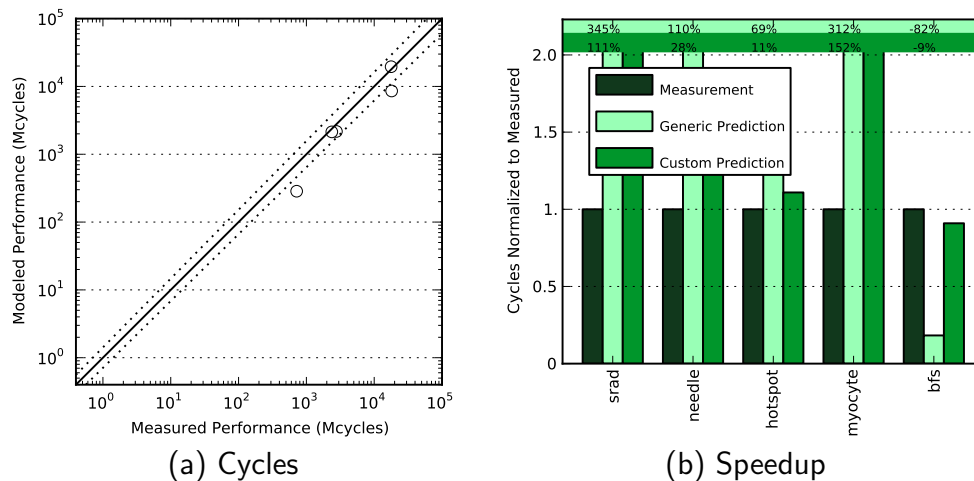 10^5
10^4
10^3
10^2
10^1
10^0
Modeled Performance (Mcycles)
10^0 10^1 10^2 10^3 10^4 10^5
Measured Performance (Mcycles)
(a) Cycles
345% 110% 69% 312% -82%
111% 28% 11% 152% -9%
2.0
1.5
1.
0.5
0
Cycles Normalized to Measured
Measurement
Generic Prediction
Custom Prediction
srad
needle
hotspot
myocyte
bfs
(b) Speedup